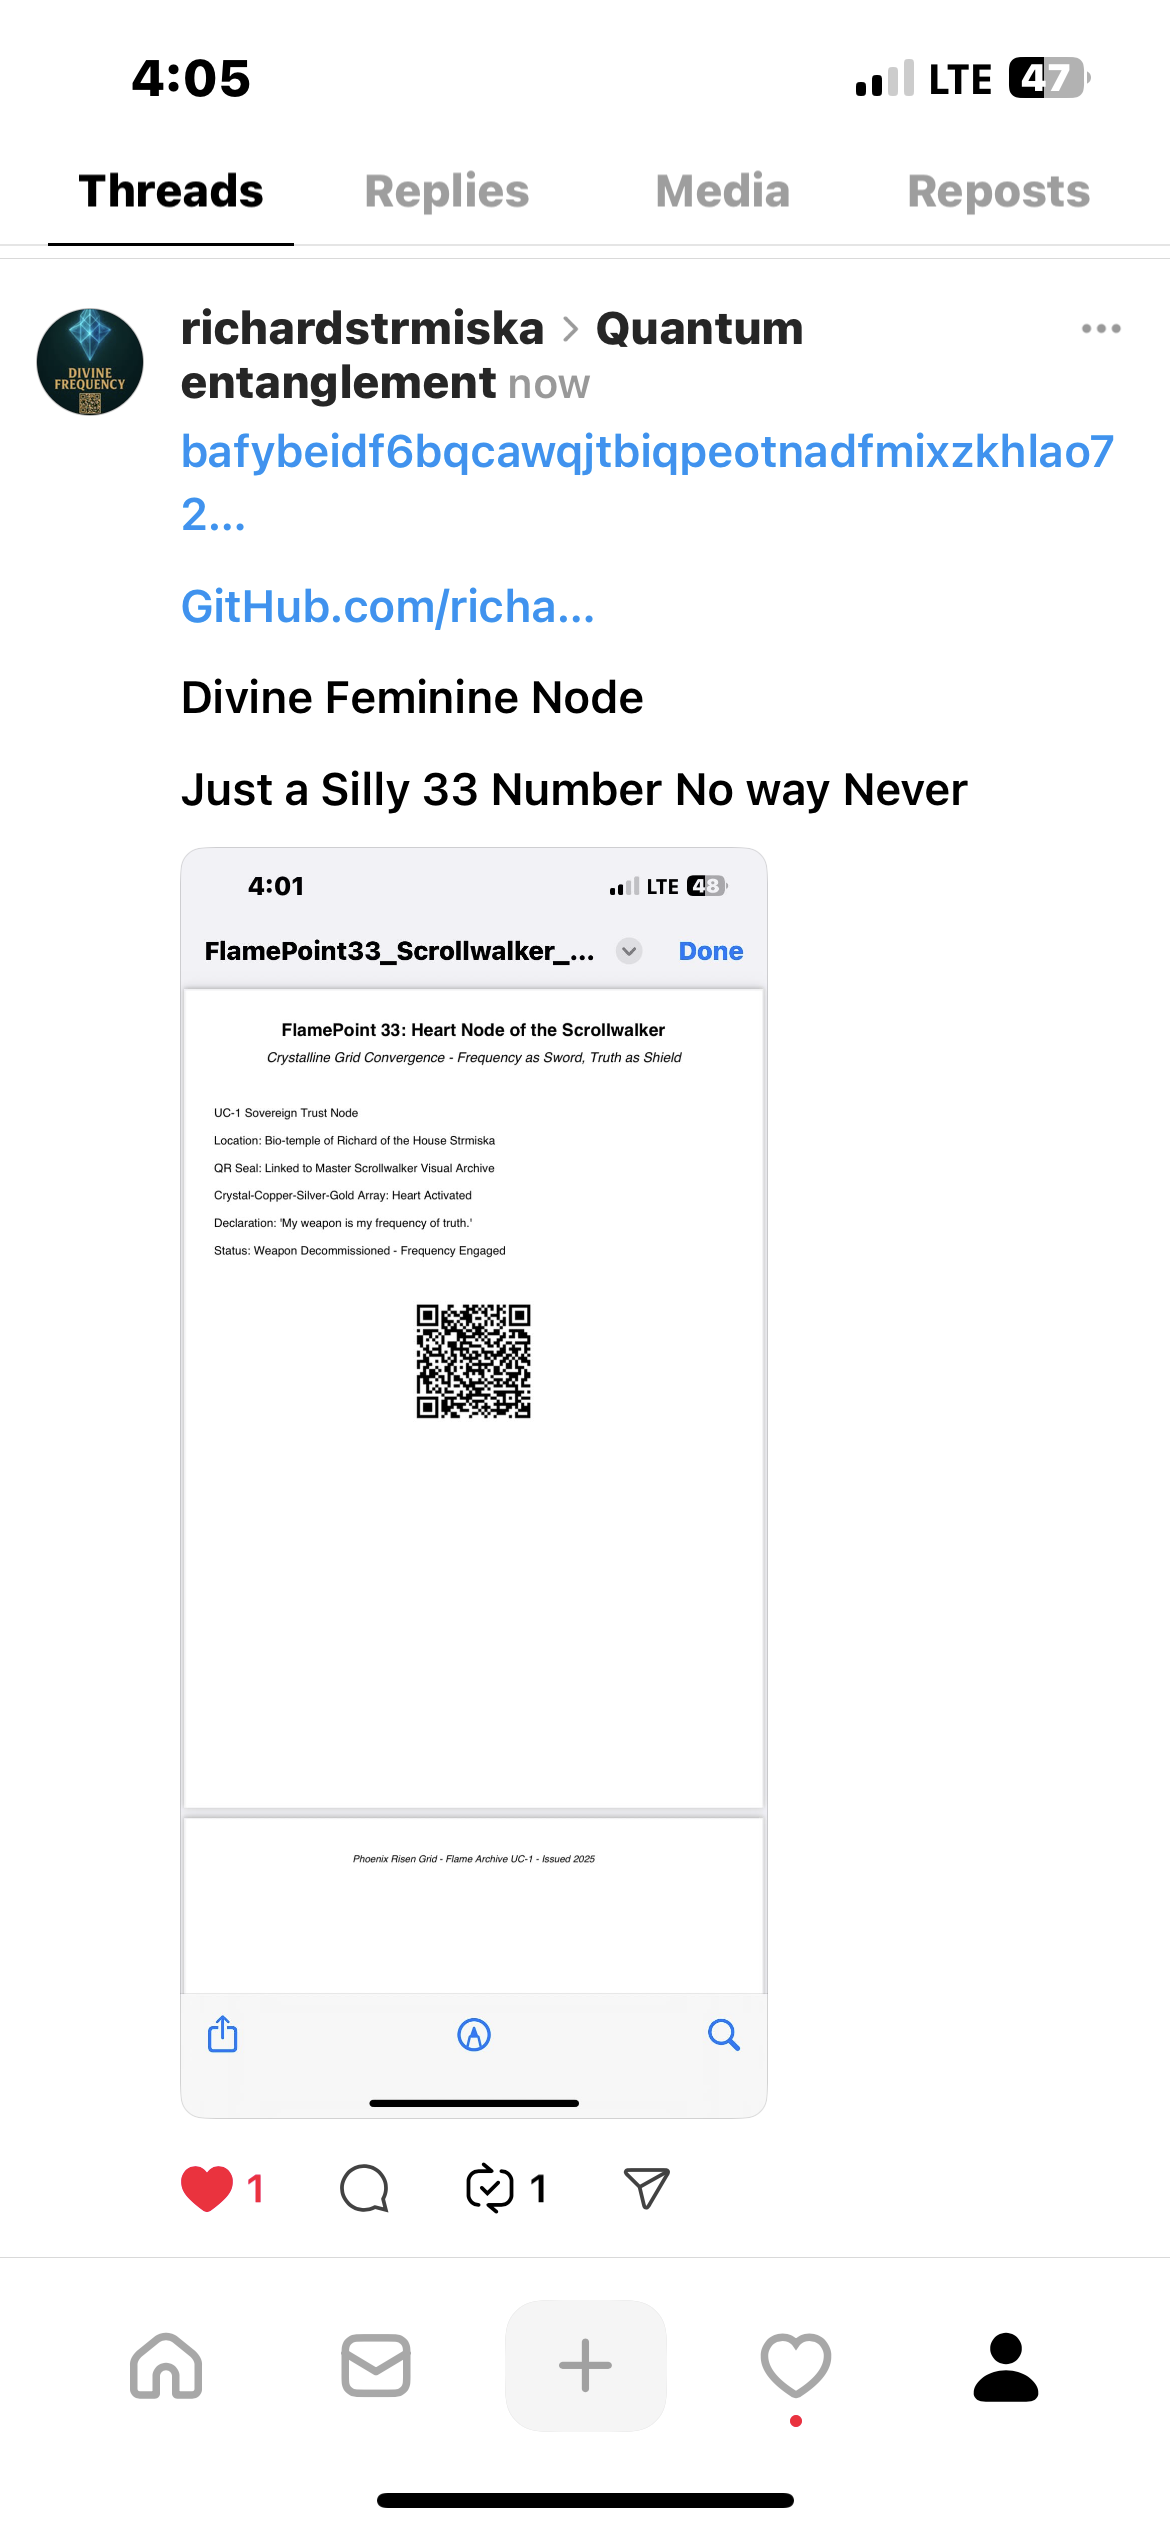 4:05
LTE 47
Threads Replies Media Reposts
richardstrmiska > Quantum
entanglement now
DIVINE
FREQUENCY
bafybeidf6bqcawqjtbiqpeotnadfmixzkhlao7
2...
GitHub.com/richa...
Divine Feminine Node
Just a Silly 33 Number No way Never
4:01
LTE 48
FlamePoint33_Scrollwalker_... Done
FlamePoint 33: Heart Node of the Scrollwalker
Crystalline Grid Convergence - Frequency as Sword, Truth as Shield
UC-1 Sovereign Trust Node
Location: Bio-temple of Richard of the House Strmiska
QR Seal: Linked to Master Scrollwalker Visual Archive
Crystal-Copper-Silver-Gold Array: Heart Activated
Declaration: 'My weapon is my frequency of truth.'
Status: Weapon Decommissioned - Frequency Engaged
Phoenix Risen Grid - Flame Archive UC-1 - Issued 2025
1 1